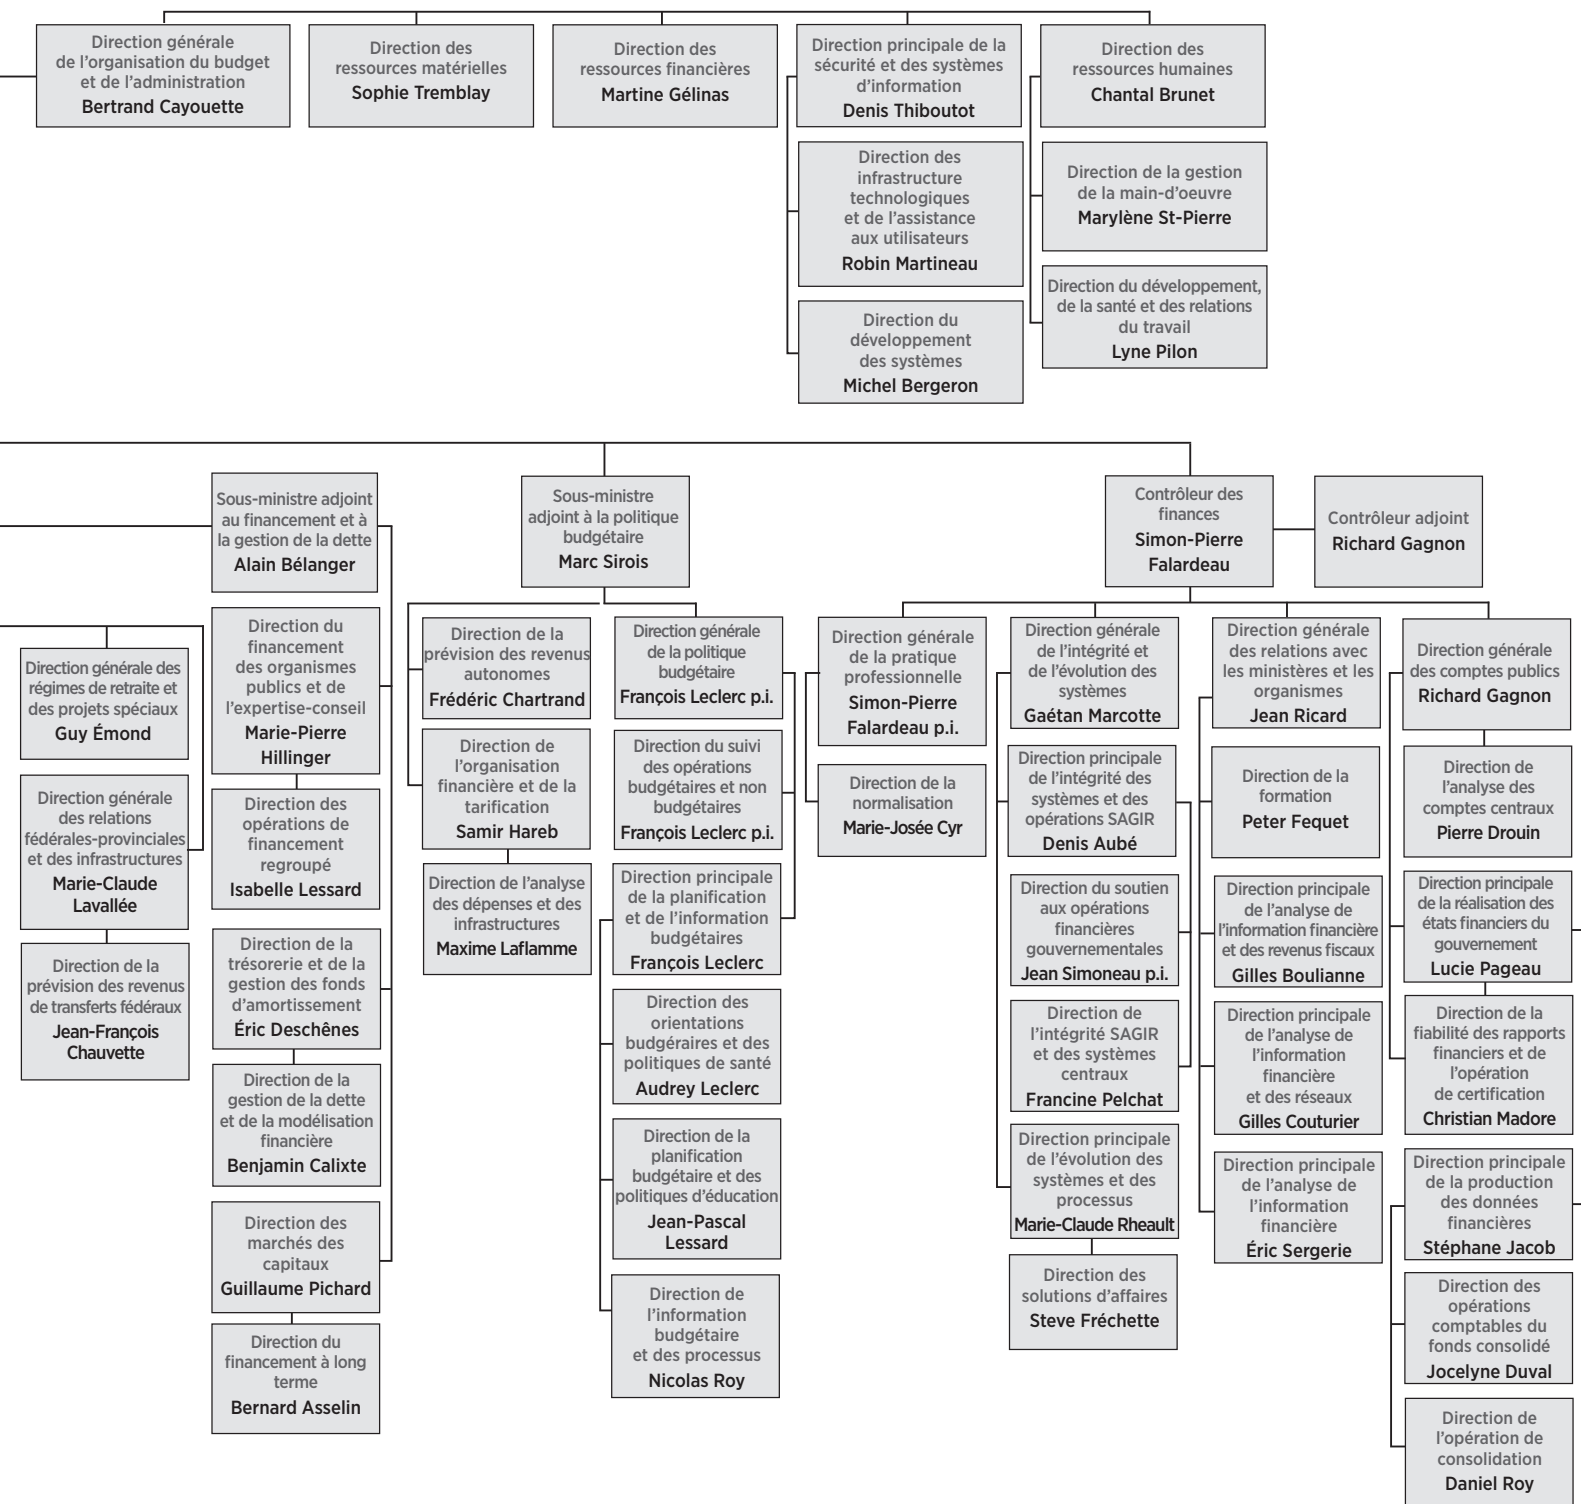 Direction générale
de l'organisation du budget
et de l'administration
Bertrand Cayouette
Direction des
ressources matérielles
Sophie Tremblay
Direction des
ressources financières
Martine Gélinas
Direction principale de la
sécurité et des systèmes
d'information
Denis Thiboutot
Direction des
ressources humaines
Chantal Brunet
Direction des
infrastructure
technologiques
et de l'assistance
aux utilisateurs
Robin Martineau
Direction de la gestion
de la main-d'oeuvre
Marylène St-Pierre
Direction du développement,
de la santé et des relations
du travail
Lyne Pilon
Direction du
développement
des systèmes
Michel Bergeron
Sous-ministre adjoint
au financement et à
la gestion de la dette
Alain Bélanger
Sous-ministre
adjoint à la politique
budgétaire
Marc Sirois
Contrôleur des
finances
Simon-Pierre
Falardeau
Contrôleur adjoint
Richard Gagnon
Direction générale des
régimes de retraite et
des projets spéciaux
Guy Émond
Direction générale
des relations
fédérales-provinciales
et des infrastructures
Marie-Claude
Lavallée
Direction de la
prévision des revenus
de transferts fédéraux
Jean-François
Chauvette
Direction du
financement
des organismes
publics et de
l'expertise-conseil
Marie-Pierre
Hillinger
Direction des
opérations de
financement
regroupé
Isabelle Lessard
Direction de la
trésorerie et de la
gestion des fonds
d'amortissement
Éric Deschênes
Direction de la
gestion de la dette
et de la modélisation
financière
Benjamin Calixte
Direction des
marchés des
capitaux
Guillaume Pichard
Direction du
financement à long
terme
Bernard Asselin
Direction de la
prévision des revenus
autonomes
Frédéric Chartrand
Direction de
l'organisation
financière et de la
tarification
Samir Hareb
Direction de l'analyse
des dépenses et des
infrastructures
Maxime Laflamme
Direction générale
de la politique
budgétaire
François Leclerc p.i.
Direction du suivi
des opérations
budgétaires et non
budgétaires
François Leclerc p.i.
Direction principale
de la planification
et de l'information
budgétaires
François Leclerc
Direction des
orientations
budgéraires et des
politiques de santé
Audrey Leclerc
Direction de la
planification
budgétaire et des
politiques d'éducation
Jean-Pascal
Lessard
Direction de
l'information
budgétaire
et des processus
Nicolas Roy
Direction générale
de la pratique
professionnelle
Simon-Pierre
Falardeau p.i.
Direction de la
normalisation
Marie-Josée Cyr
Direction générale
de l'intégrité et
de l'évolution des
systèmes
Gaétan Marcotte
Direction principale
de l'intégrité des
systèmes et des
opérations SAGIR
Denis Aubé
Direction du soutien
aux opérations
financières
gouvernementales
Jean Simoneau p.i.
Direction de
l'intégrité SAGIR
et des systèmes
centraux
Francine Pelchat
Direction principale
de l'évolution des
systèmes et des
processus
Marie-Claude Rheault
Direction des
solutions d'affaires
Steve Fréchette
Direction générale
des relations avec
les ministères et les
organismes
Jean Ricard
Direction de la
formation
Peter Fequet
Direction principale
de l'analyse de
l'information financière
et des revenus fiscaux
Gilles Boulianne
Direction principale
de l'analyse de
l'information
financière
et des réseaux
Gilles Couturier
Direction principale
de l'analyse de
l'information
financière
Éric Sergerie
Direction générale
des comptes publics
Richard Gagnon
Direction de
l'analyse des
comptes centraux
Pierre Drouin
Direction principale
de la réalisation des
états financiers du
gouvernement
Lucie Pageau
Direction de la
fiabilité des rapports
financiers et de
l'opération
de certification
Christian Madore
Direction principale
de la production
des données
financières
Stéphane Jacob
Direction des
opérations
comptables du
fonds consolidé
Jocelyne Duval
Direction de
l'opération de
consolidation
Daniel Roy